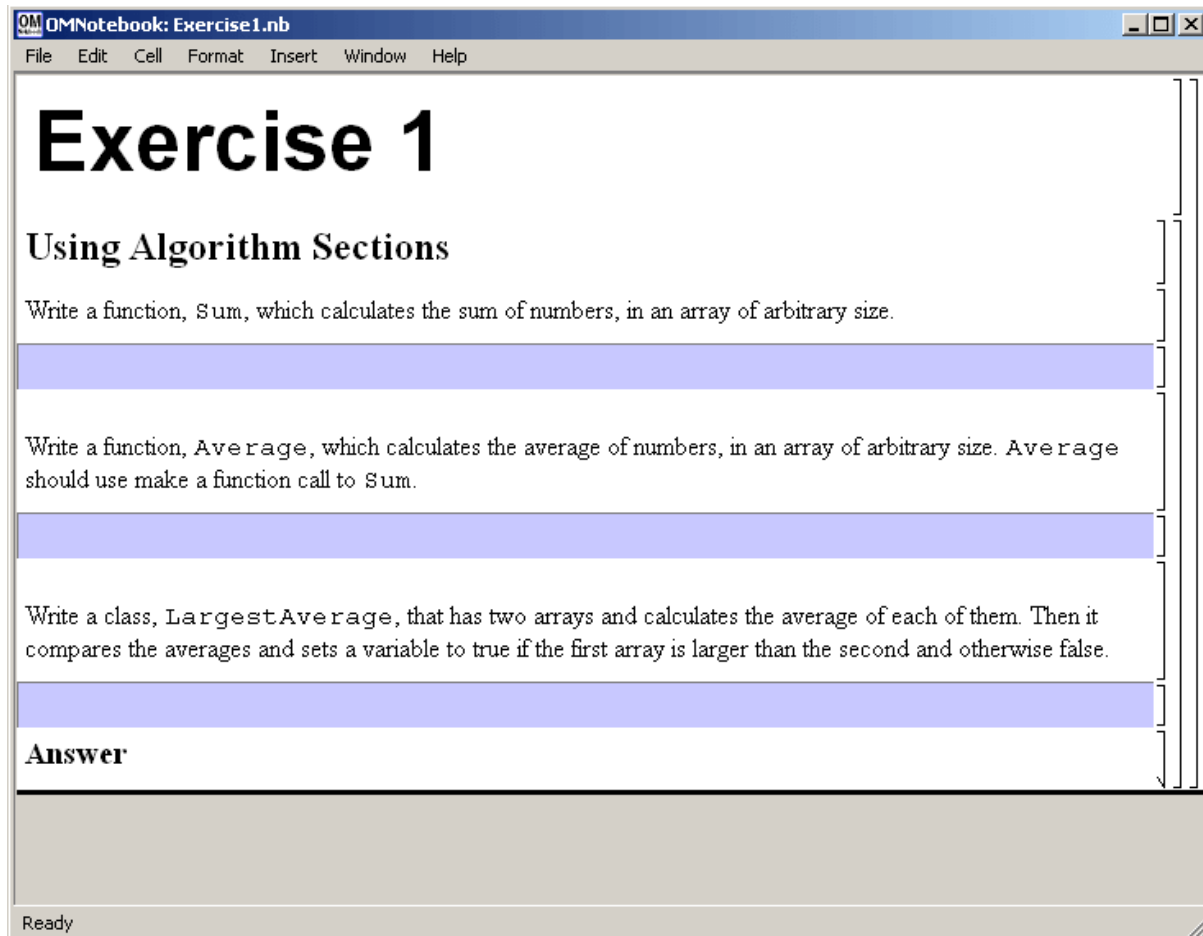 OMNotebook: Exercise1.nb
File Edit Cell Format Insert Window Help
Exercise 1
Using Algorithm Sections
Write a function, Sum, which calculates the sum of numbers, in an array of arbitrary size.
Write a function, Average, which calculates the average of numbers, in an array of arbitrary size. Average
should use make a function call to Sum.
Write a class, LargestAverage, that has two arrays and calculates the average of each of them. Then it
compares the averages and sets a variable to true if the first array is larger than the second and otherwise false.
Answer
Ready